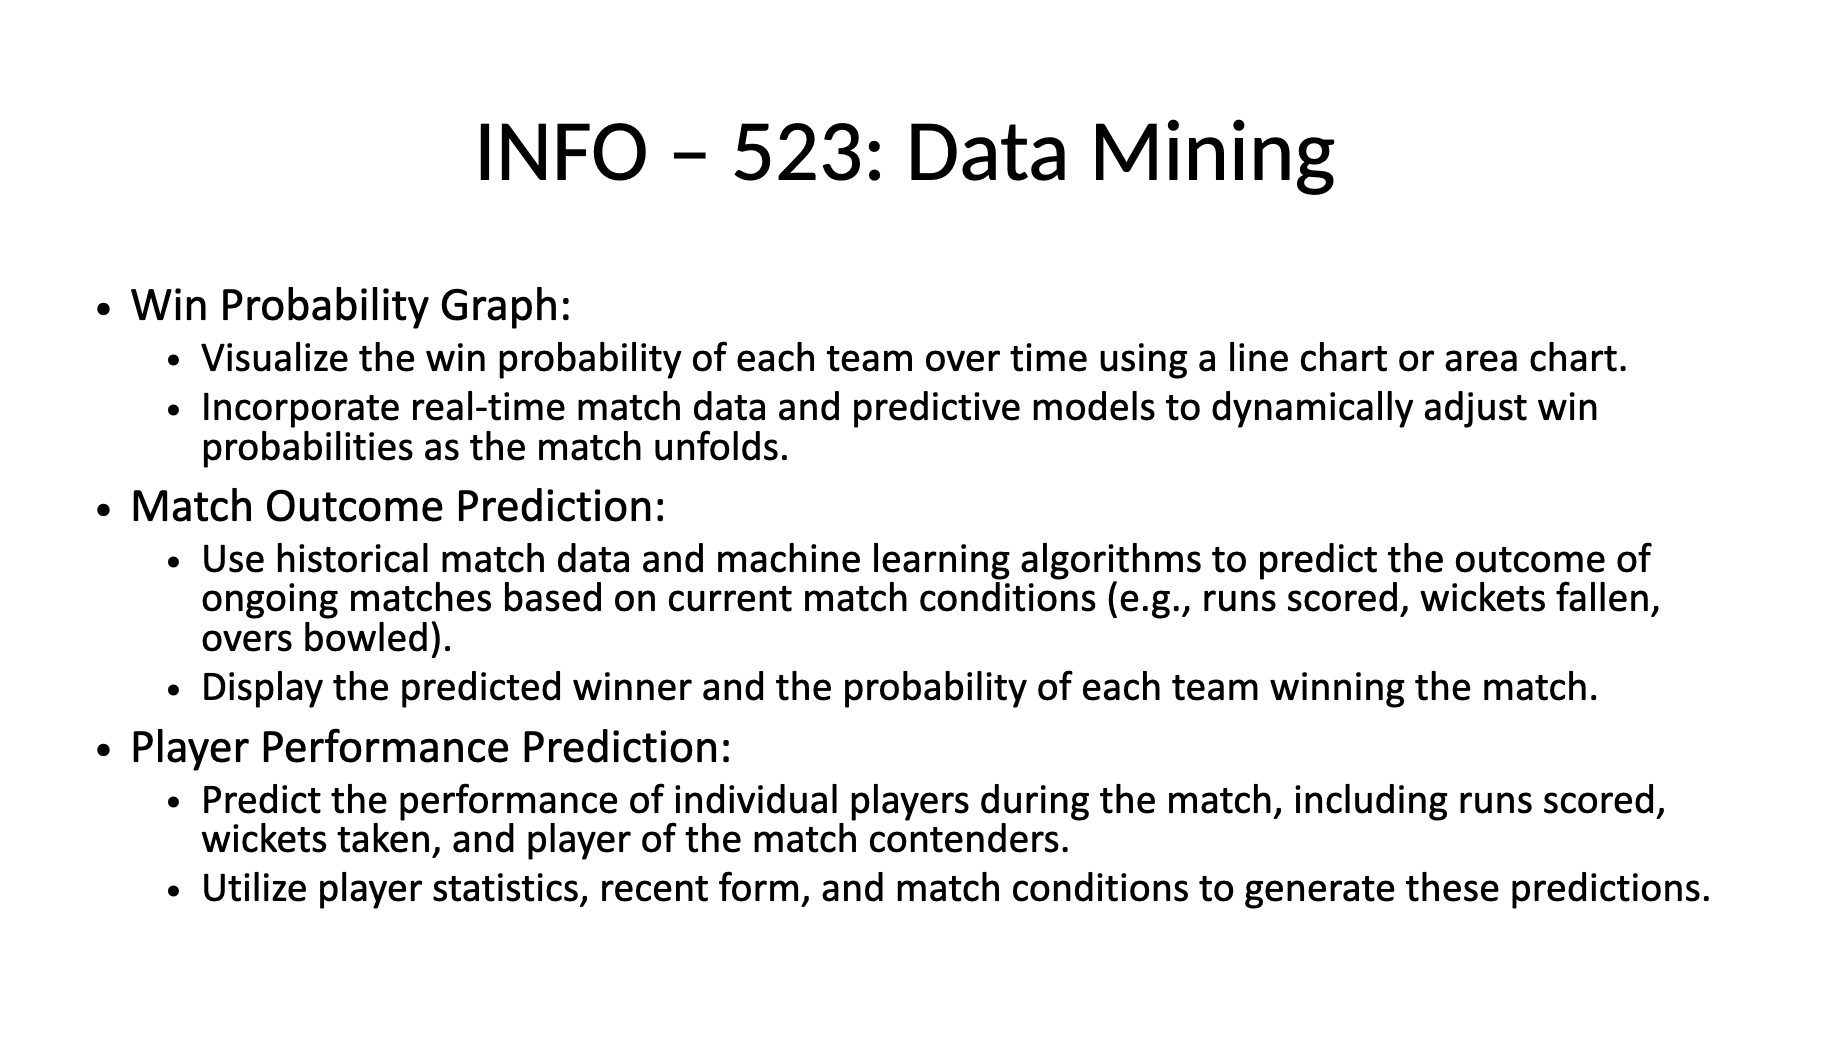 INFO – 523: Data Mining
• Win Probability Graph:
• Visualize the win probability of each team over time using a line chart or area chart.
• Incorporate real-time match data and predictive models to dynamically adjust win
probabilities as the match unfolds.
• Match Outcome Prediction:
• Use historical match data and machine learning algorithms to predict the outcome of
ongoing matches based on current match conditions (e.g., runs scored, wickets fallen,
overs bowled).
• Display the predicted winner and the probability of each team winning the match.
• Player Performance Prediction:
• Predict the performance of individual players during the match, including runs scored,
wickets taken, and player of the match contenders.
• Utilize player statistics, recent form, and match conditions to generate these predictions.